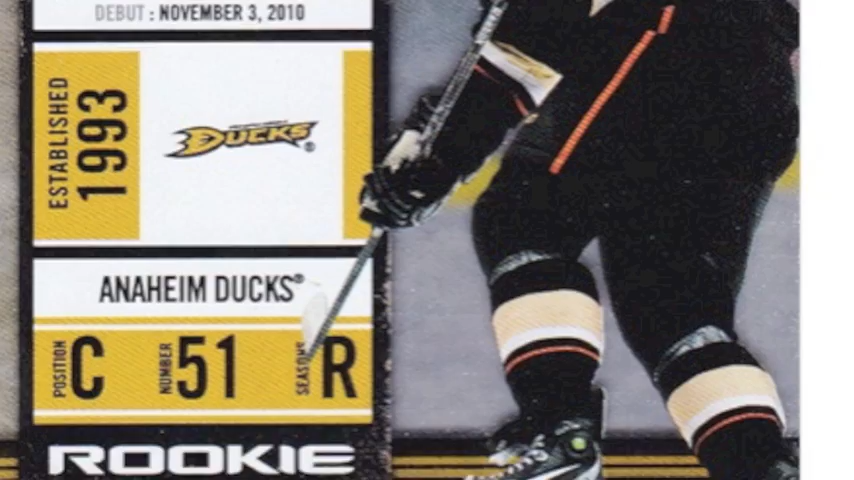 DEBUT : NOVEMBER 3, 2010
ESTABLISHED
1993
DUCKS®
ANAHEIM DUCKS®
POSITION C NUMBER 51 SEASONS R
ROOKIE